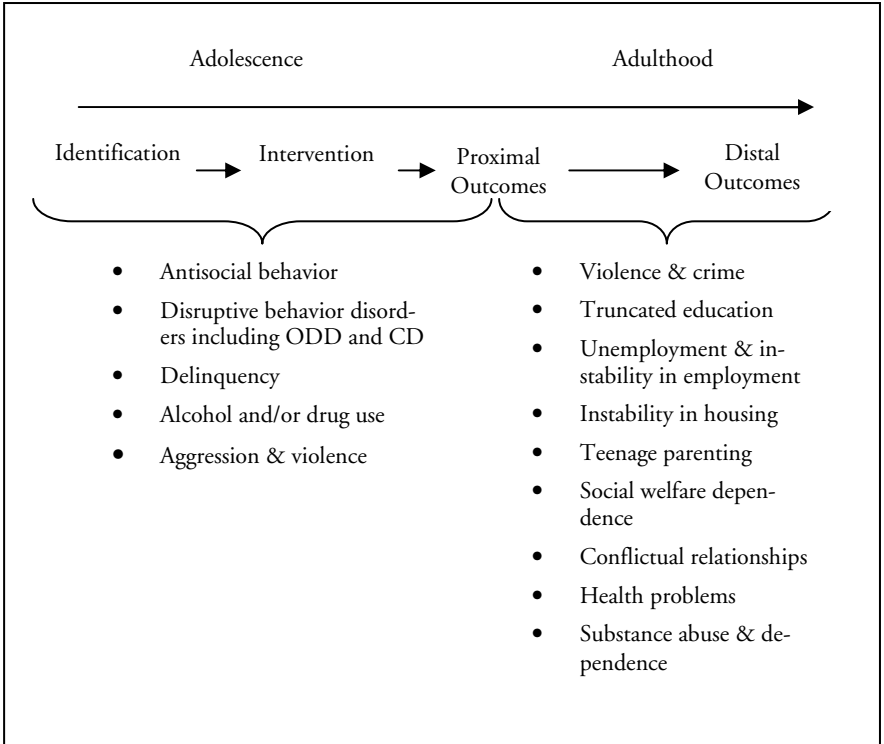 Adolescence Adulthood
Identification Intervention Proximal Outcomes Distal Outcomes
• Antisocial behavior
• Disruptive behavior disord-
ers including ODD and CD
• Delinquency
• Alcohol and/or drug use
• Aggression & violence
• Violence & crime
• Truncated education
• Unemployment & in-
stability in employment
• Instability in housing
• Teenage parenting
• Social welfare depen-
dence
• Conflictual relationships
• Health problems
• Substance abuse & de-
pendence